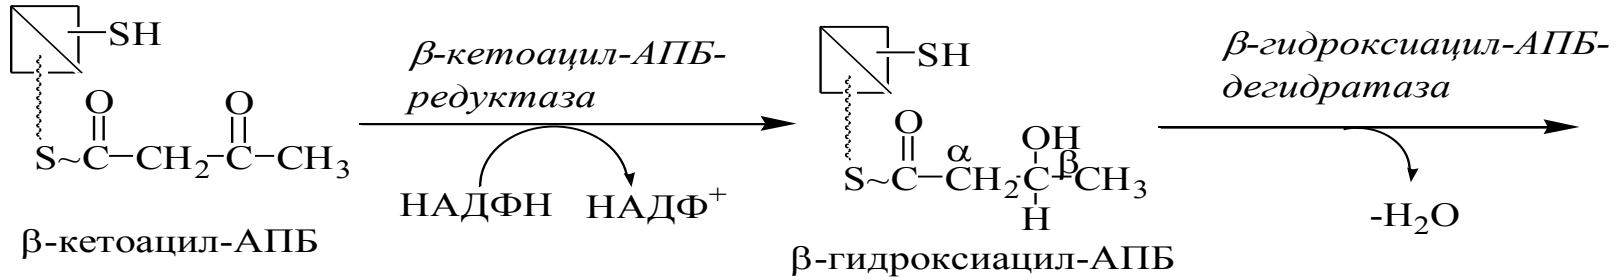 SH
β-кетоацил-АПБ-
редуктаза
O O
S~C-CH2-C-CH3
НАДФН НАДФ+
β-кетоацил-АПБ
SH
β-гидроксиацил-АПБ-
дегидратаза
O OH
α β
S~C-CH2-C-CH3
H
-H2O
β-гидроксиацил-АПБ